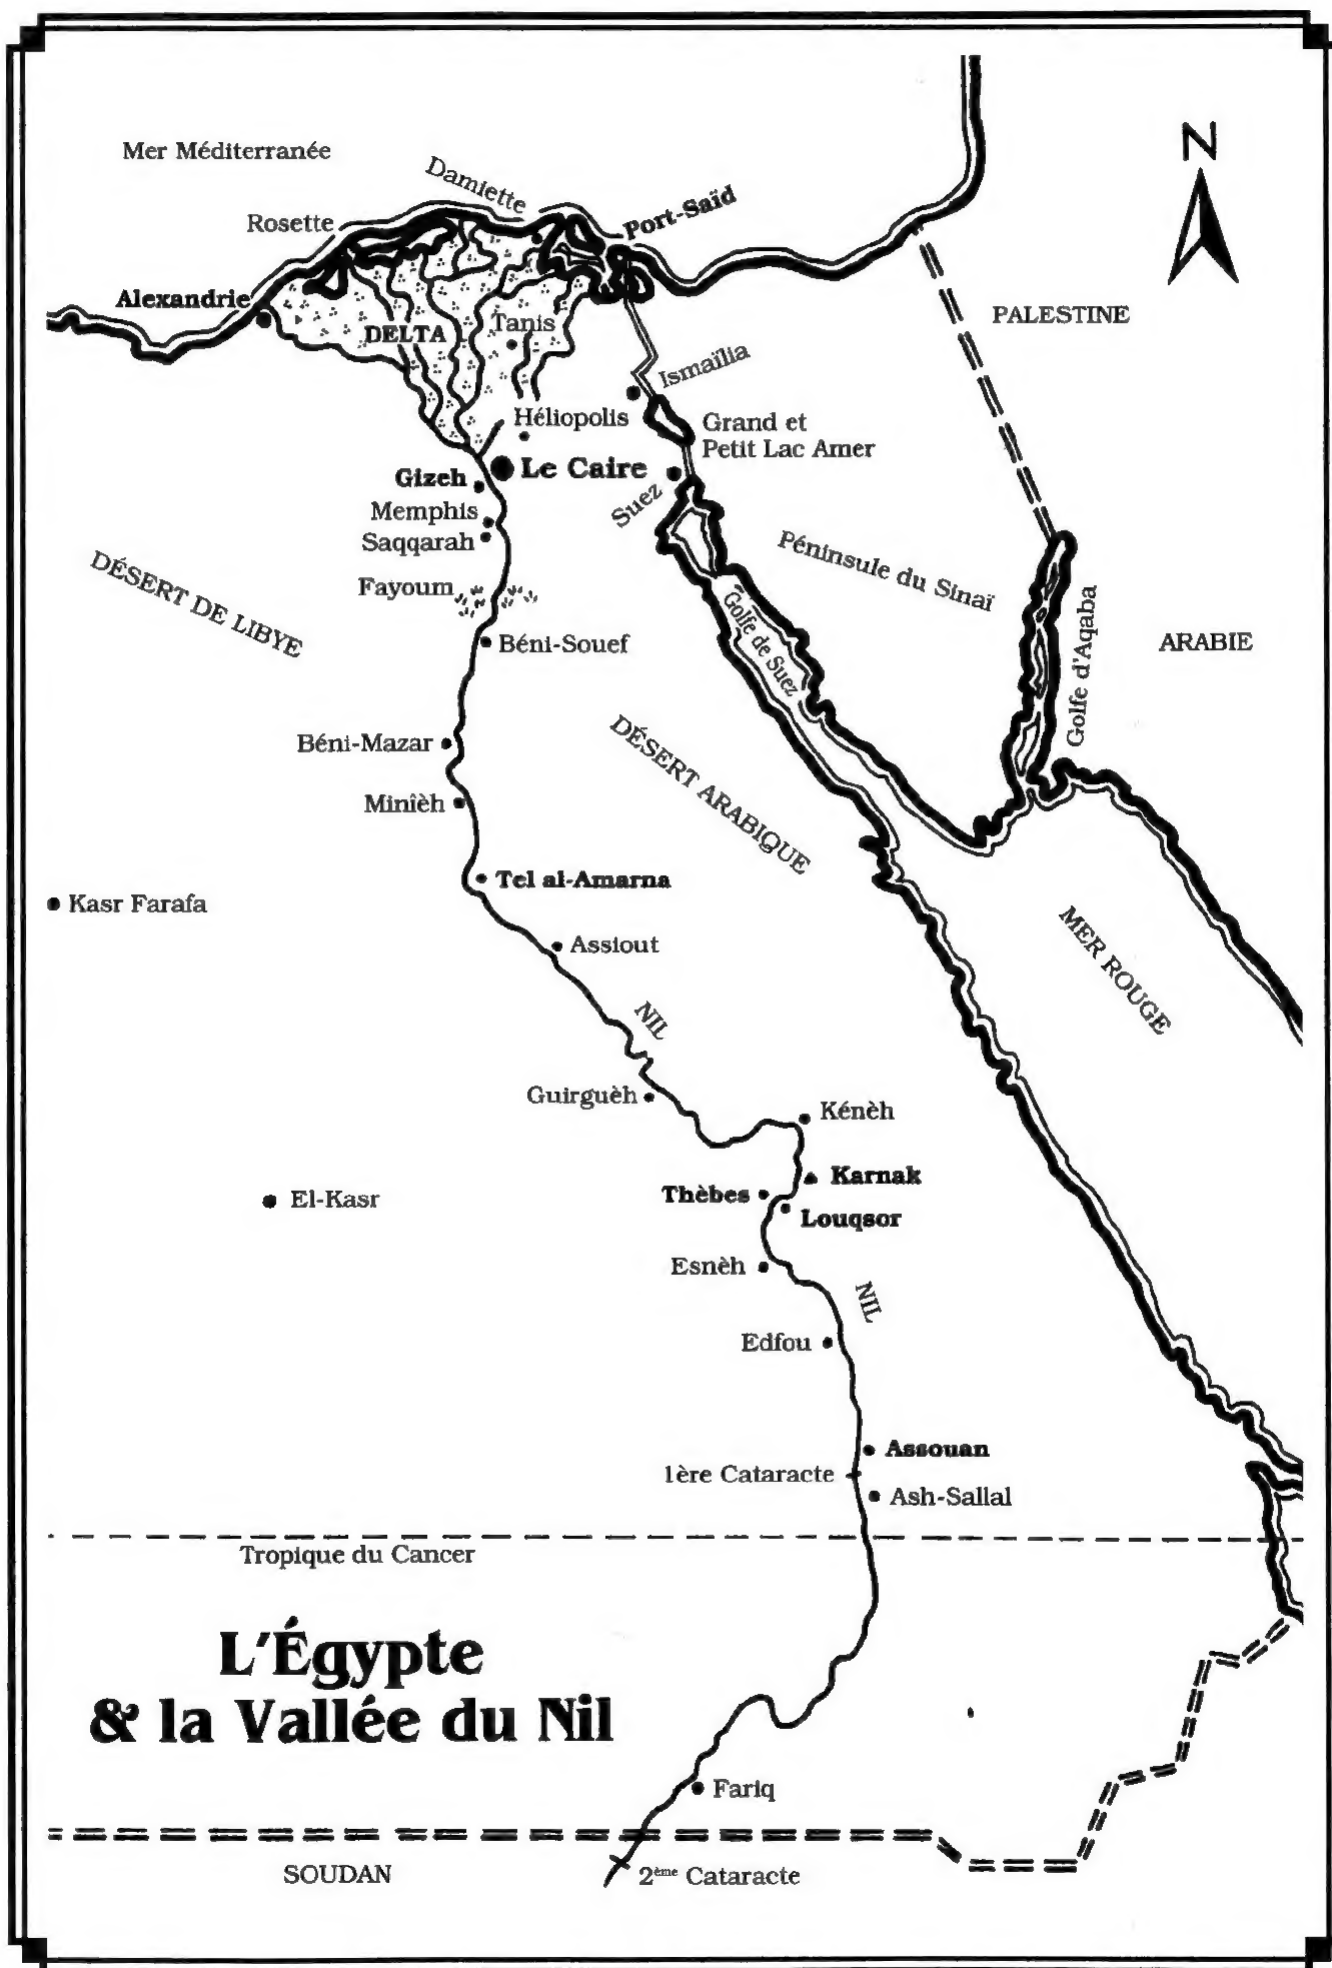 N
Mer Méditerranée
Damiette
Port-Saïd
Rosette
Alexandrie
PALESTINE
DELTA
Tanis
Ismaïlia
Héliopolis
Grand et
Petit Lac Amer
Le Caire
Gizeh
Suez
Memphis
Saqqarah
Péninsule du Sinaï
DÉSERT DE LIBYE
Fayoum
Golfe de Suez
Golfe d'Aqaba
ARABIE
Béni-Souef
Béni-Mazar
DÉSERT ARABIQUE
Minièh
Tel al-Amarna
Kasr Farafa
Assiout
MER ROUGE
NIL
Guirguèh
Kénèh
Karnak
Thèbes
El-Kasr
Louqsor
Esnèh
NIL
Edfou
Assouan
1ère Cataracte
Ash-Sallal
Tropique du Cancer
L'Égypte
& la Vallée du Nil
Fariq
SOUDAN
2ème Cataracte